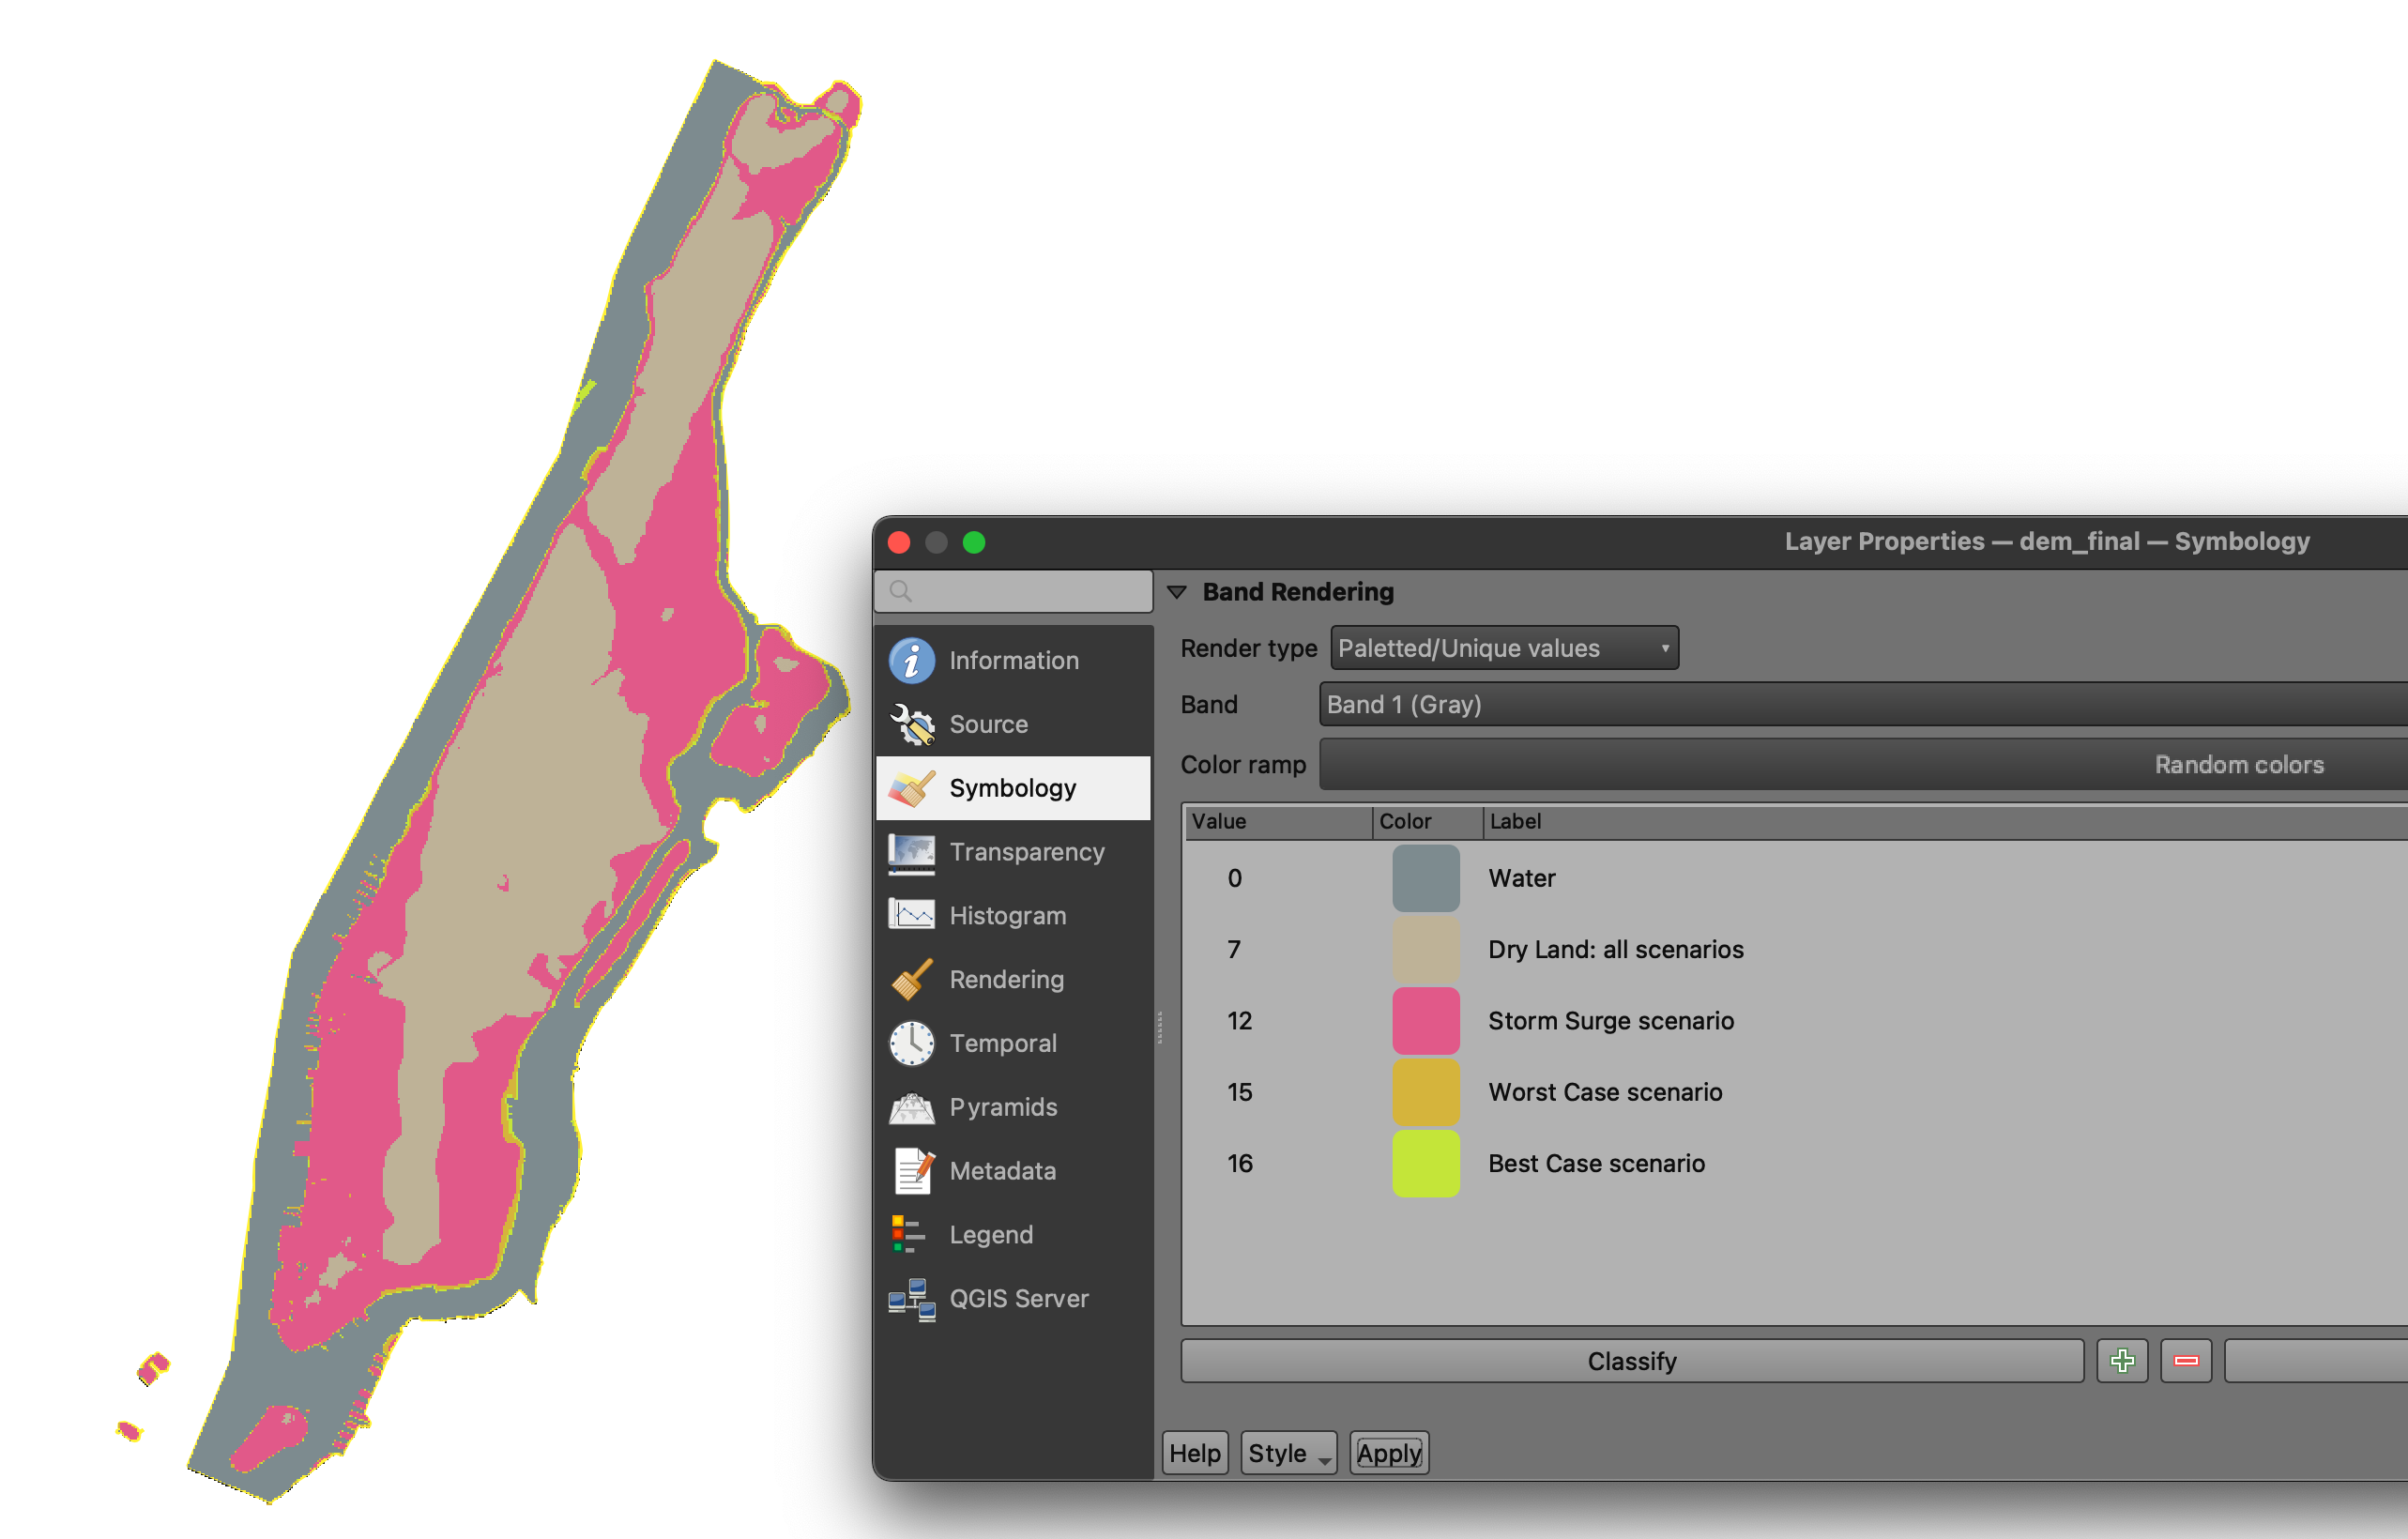 Layer Properties — dem_final — Symbology
Band Rendering
Render type Paletted/Unique values
Band Band 1 (Gray)
Color ramp Random colors
Information
Source
Symbology
Transparency
Histogram
Rendering
Temporal
Pyramids
Metadata
Legend
QGIS Server
Value Color Label
0 Water
7 Dry Land: all scenarios
12 Storm Surge scenario
15 Worst Case scenario
16 Best Case scenario
Classify
Help Style Apply